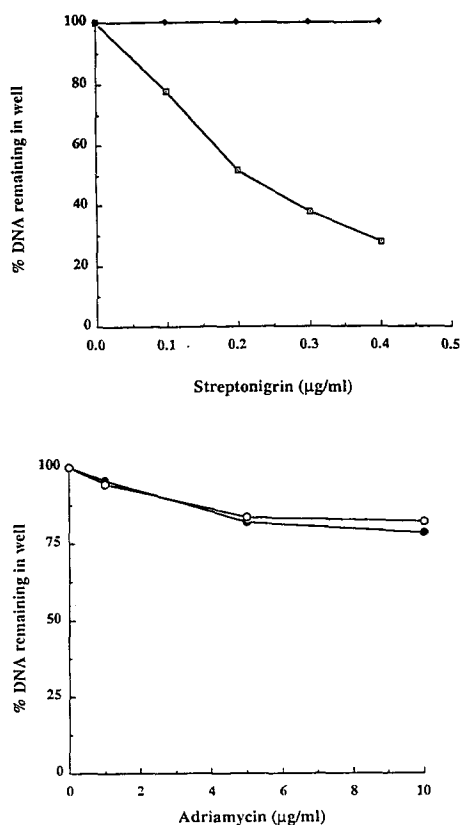 100
80
60
40
20
0
% DNA remaining in well
0.0 0.1 0.2 0.3 0.4 0.5
Streptonigrin (µg/ml)
100
75
50
25
0
% DNA remaining in well
0 2 4 6 8 10
Adriamycin (µg/ml)